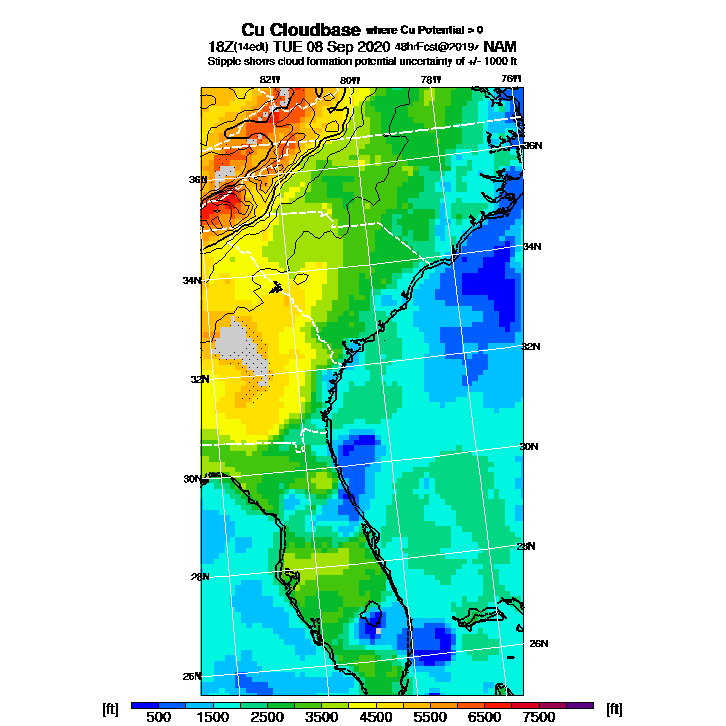 Cu Cloudbase where Cu Potential > 0
18Z(14edt) TUE 08 Sep 2020 48hrFcst@2019z NAM
Stipple shows cloud formation potential uncertainty of +/- 1000 ft
82W 80W 78W 76W
36N
36N
34N
34N
32N
32N
30N
30N
28N
28N
26N
26N
[ft] 500 1500 2500 3500 4500 5500 6500 7500 [ft]